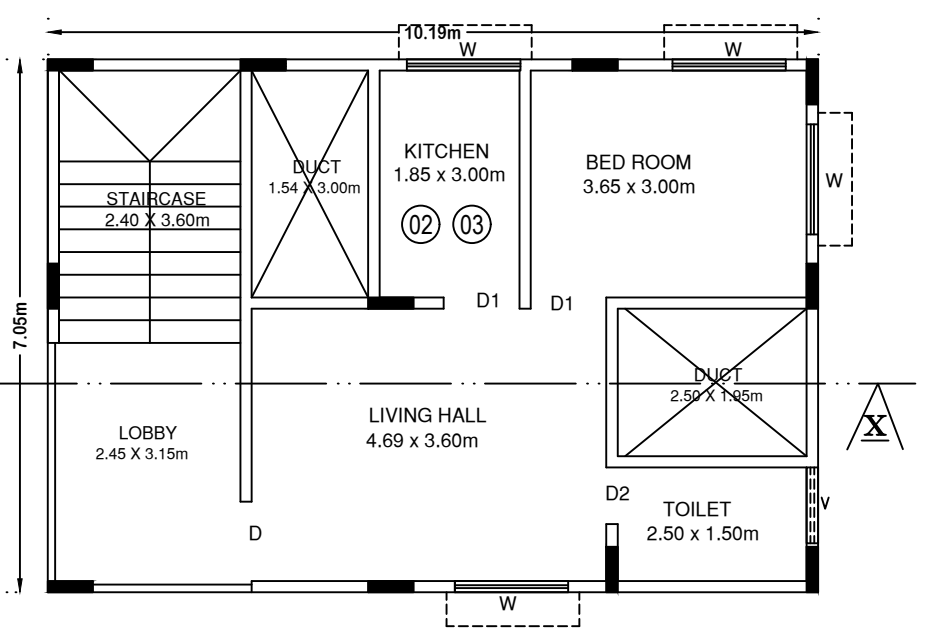 10.19m
W
W
KITCHEN
1.85 x 3.00m
BED ROOM
3.65 x 3.00m
DUCT
1.54 X 3.00m
W
STAIRCASE
2.40 X 3.60m
02
03
D1
D1
7.05m
DUCT
2.50 X 1.95m
LIVING HALL
4.69 x 3.60m
X
LOBBY
2.45 X 3.15m
D2
TOILET
2.50 x 1.50m
V
D
W